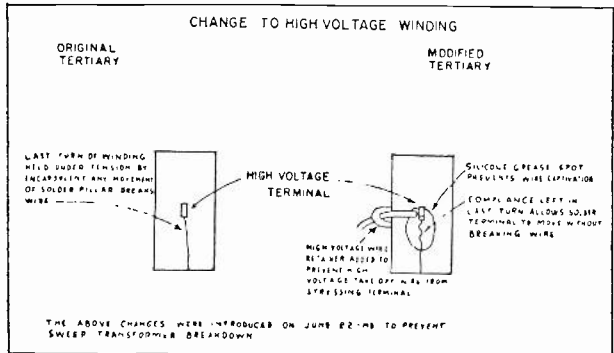 CHANGE TO HIGH VOLTAGE WINDING
ORIGINAL
TERTIARY
MODIFIED
TERTIARY
LAST TURN OF WINDING
HELD UNDER TENSION BY
ENCAPSULENT ANY MOVEMENT
OF SOLDER PILLAR BREAKS
WIRE
HIGH VOLTAGE
TERMINAL
SILICONE GREASE SPOT
PREVENTS WIRE CAPTIVATION
COMPLIANCE LEFT IN
LAST TURN ALLOWS SOLDER
TERMINAL TO MOVE WITHOUT
BREAKING WIRE
HIGH VOLTAGE WIRE
RETAINER ADDED TO
PREVENT HIGH
VOLTAGE TAKE OFF WIRE FROM
STRESSING TERMINAL
THE ABOVE CHANGES WERE INTRODUCED ON JUNE 22 TO PREVENT
SWEEP TRANSFORMER BREAKDOWN